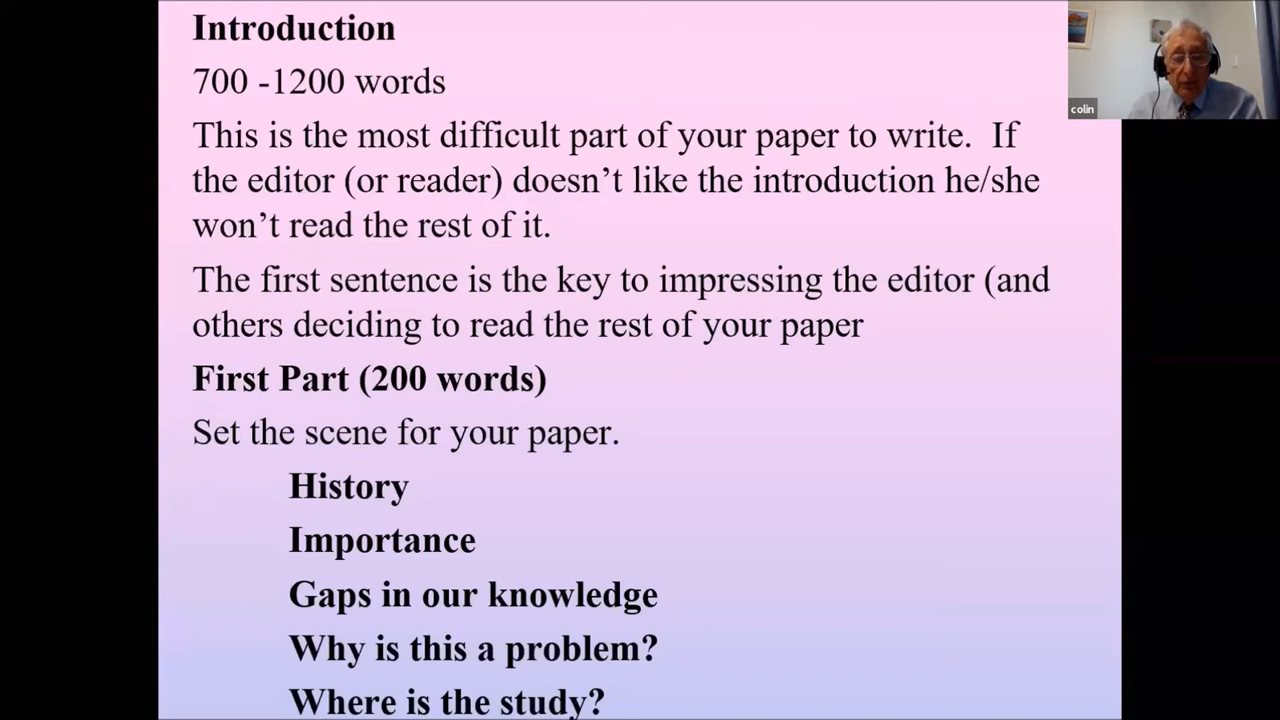 Introduction
700 -1200 words
This is the most difficult part of your paper to write.  If
the editor (or reader) doesn’t like the introduction he/she
won’t read the rest of it.
The first sentence is the key to impressing the editor (and
others deciding to read the rest of your paper
First Part (200 words)
Set the scene for your paper.
History
Importance
Gaps in our knowledge
Why is this a problem?
Where is the study?
colin